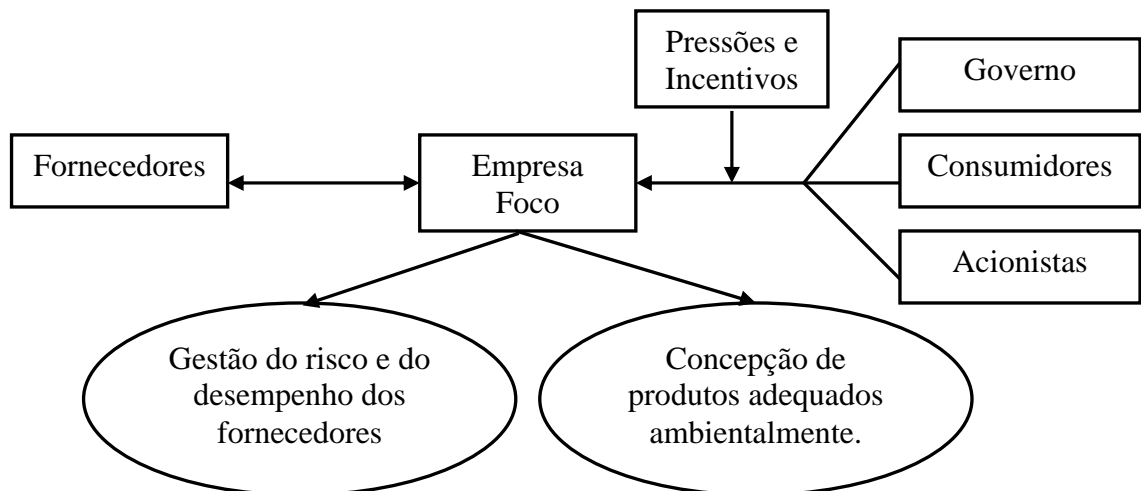 Pressões e
Incentivos
Governo
Fornecedores
Empresa
Foco
Consumidores
Acionistas
Gestão do risco e do
desempenho dos
fornecedores
Concepção de
produtos adequados
ambientalmente.